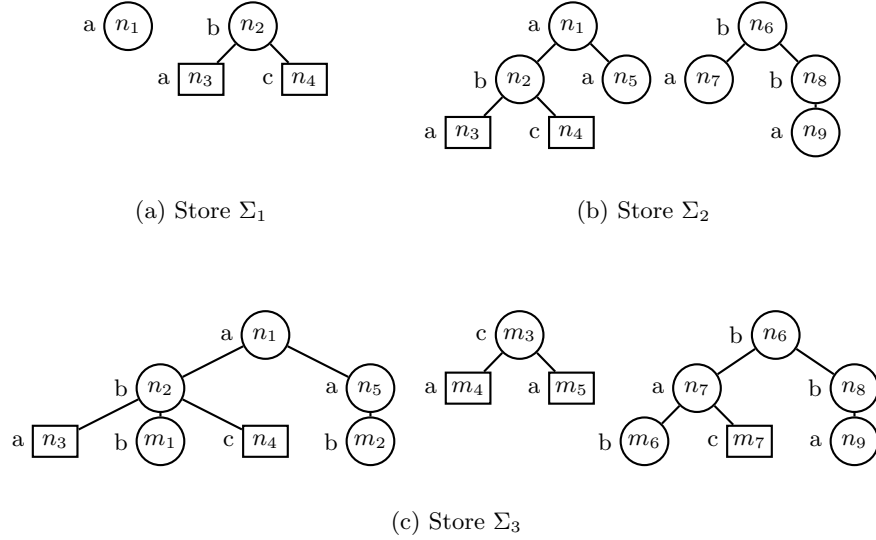 a n₁ b n₂
a n₃ c n₄
(a) Store Σ₁
a n₁ b n₆
b n₂ a n₅ a n₇ b n₈
a n₃ c n₄ a n₉
(b) Store Σ₂
a n₁ c m₃ b n₆
b n₂ a n₅ a m₄ a m₅ a n₇ b n₈
a n₃ b m₁ c n₄ b m₂ b m₆ c m₇ a n₉
(c) Store Σ₃